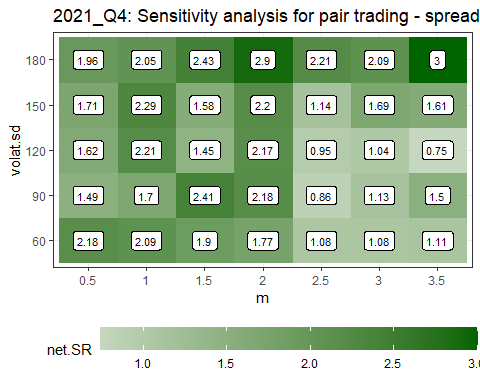 2021_Q4: Sensitivity analysis for pair trading - spread
volat.sd
180 1.96 2.05 2.43 2.9 2.21 2.09 3
150 1.71 2.29 1.58 2.2 1.14 1.69 1.61
120 1.62 2.21 1.45 2.17 0.95 1.04 0.75
90 1.49 1.7 2.41 2.18 0.86 1.13 1.5
60 2.18 2.09 1.9 1.77 1.08 1.08 1.11
0.5 1 1.5 2 2.5 3 3.5
m
net.SR
1.0 1.5 2.0 2.5 3.0